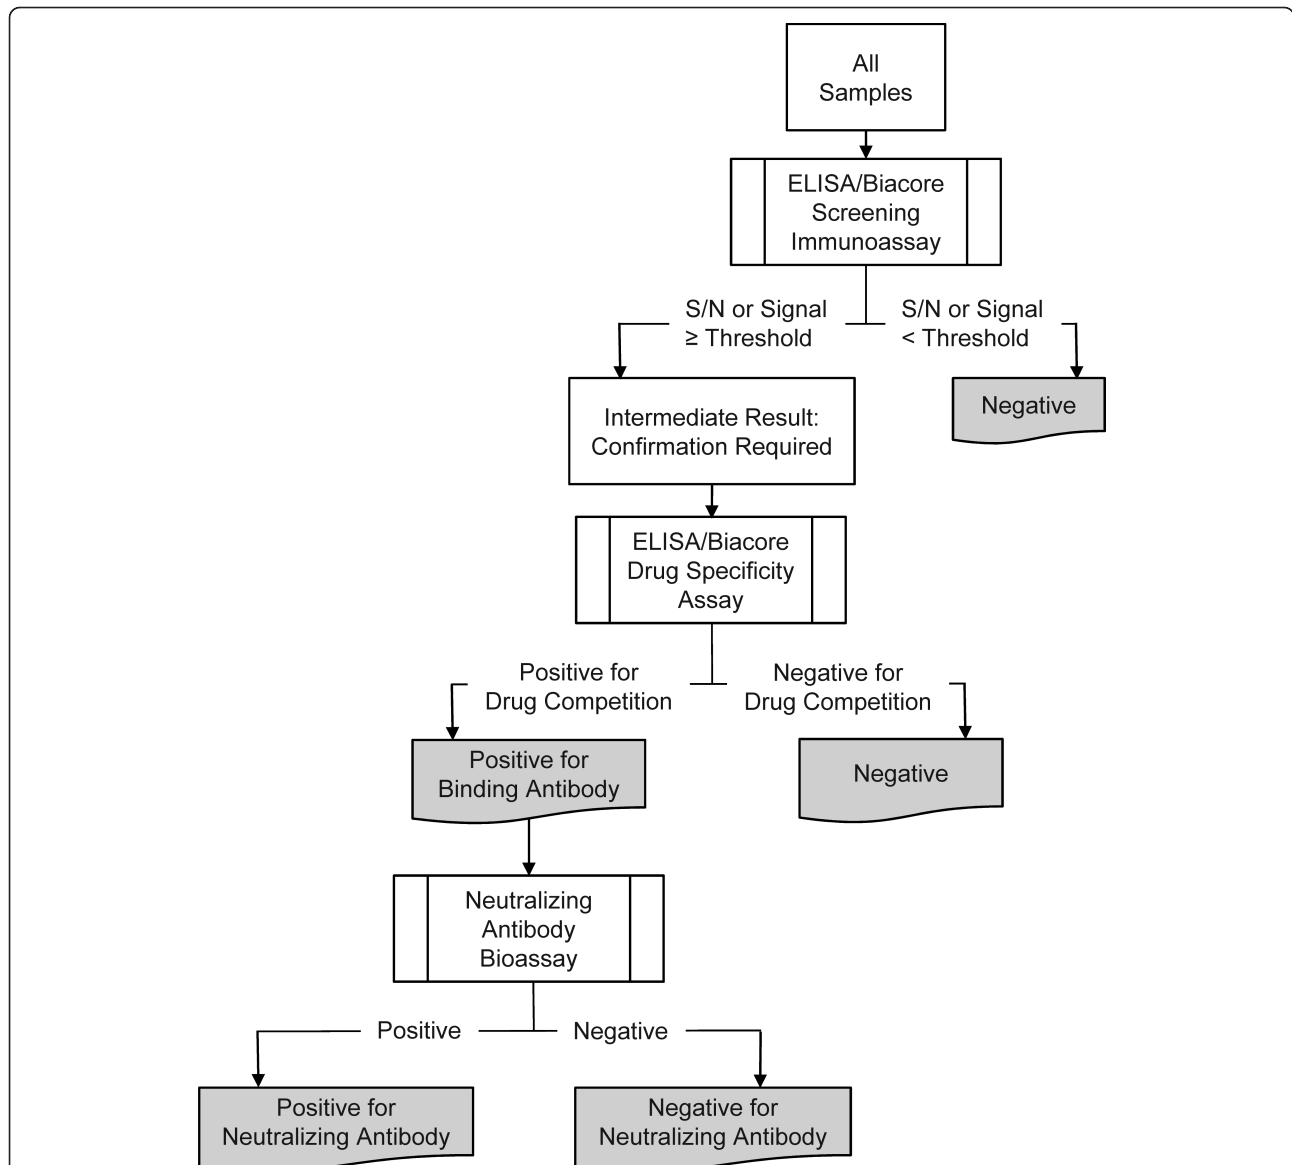 All
Samples
ELISA/Biacore
Screening
Immunoassay
S/N or Signal
≥ Threshold
S/N or Signal
< Threshold
Intermediate Result:
Confirmation Required
Negative
ELISA/Biacore
Drug Specificity
Assay
Positive for
Drug Competition
Negative for
Drug Competition
Positive for
Binding Antibody
Negative
Neutralizing
Antibody
Bioassay
Positive
Negative
Positive for
Neutralizing Antibody
Negative for
Neutralizing Antibody